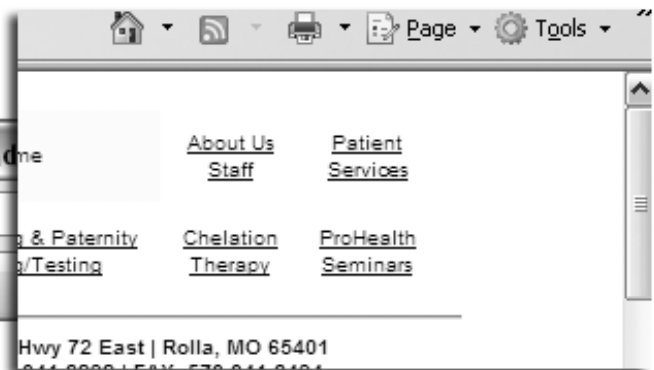 Page Tools
me
About Us
Staff
Patient
Services
& Paternity
/Testing
Chelation
Therapy
ProHealth
Seminars
Hwy 72 East | Rolla, MO 65401